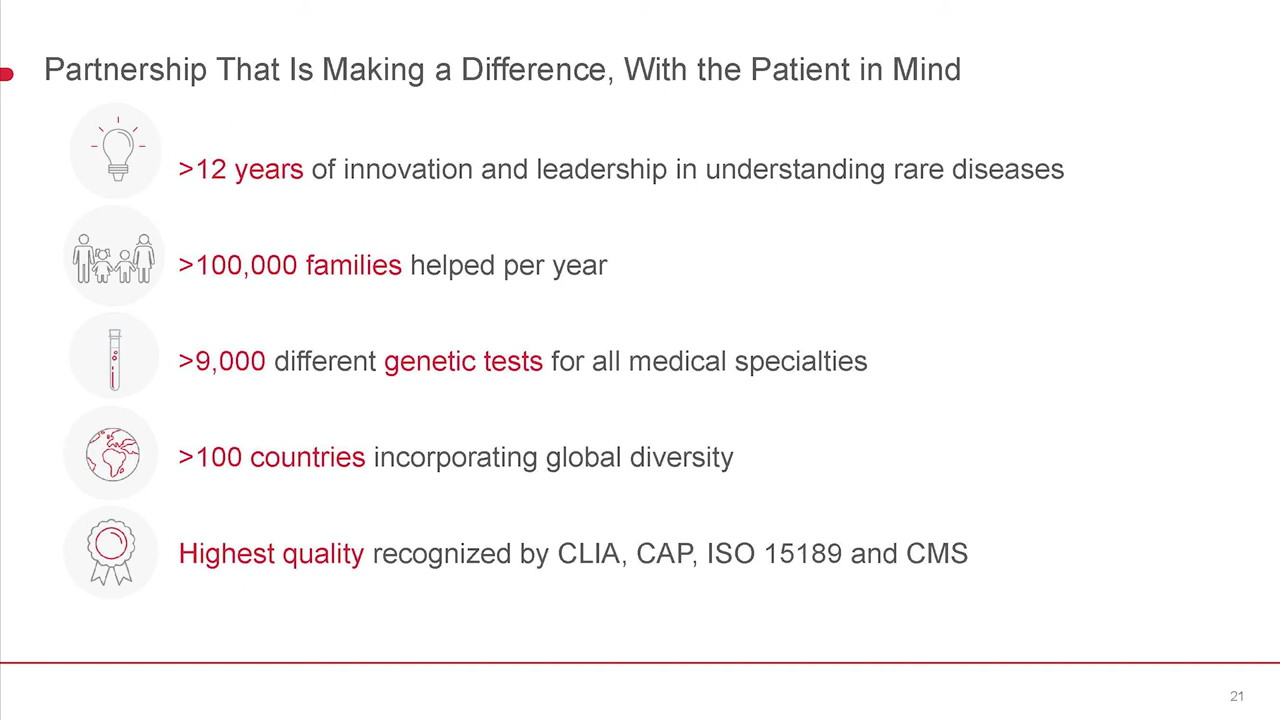 Partnership That Is Making a Difference, With the Patient in Mind
>12 years of innovation and leadership in understanding rare diseases
>100,000 families helped per year
>9,000 different genetic tests for all medical specialties
>100 countries incorporating global diversity
Highest quality recognized by CLIA, CAP, ISO 15189 and CMS
21